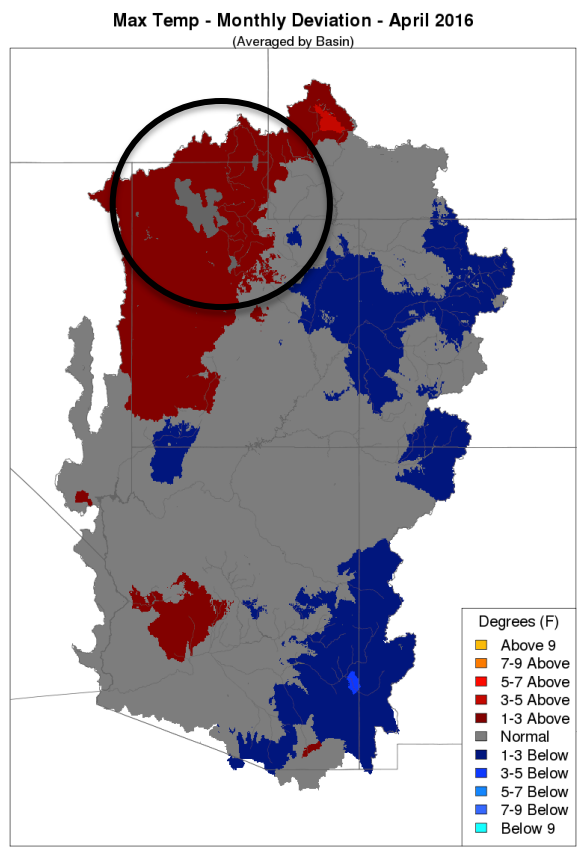 Max Temp - Monthly Deviation - April 2016
(Averaged by Basin)
Degrees (F)
Above 9
7-9 Above
5-7 Above
3-5 Above
1-3 Above
Normal
1-3 Below
3-5 Below
5-7 Below
7-9 Below
Below 9